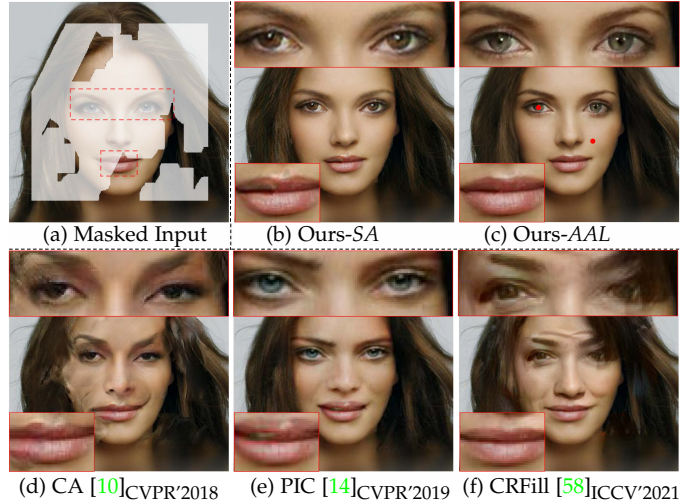 (a) Masked Input
(b) Ours-SA
(c) Ours-AAL
(d) CA [10]CVPR'2018
(e) PIC [14]CVPR'2019
(f) CRFill [58]ICCV'2021